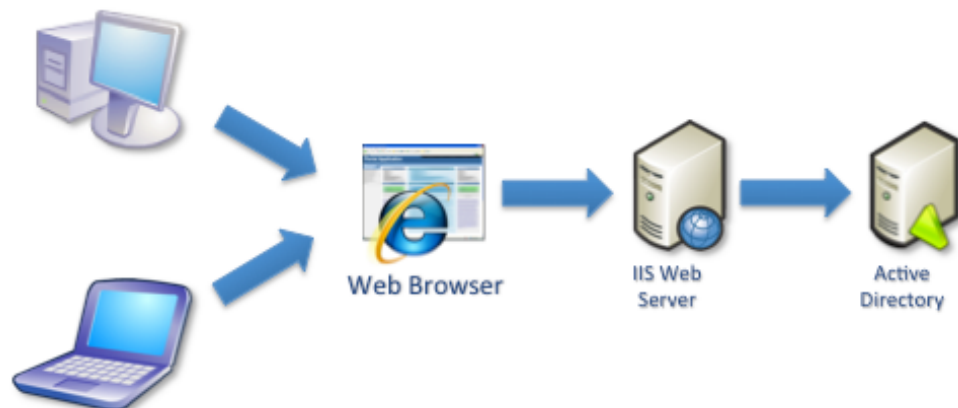 Web Browser
IIS Web
Server
Active
Directory